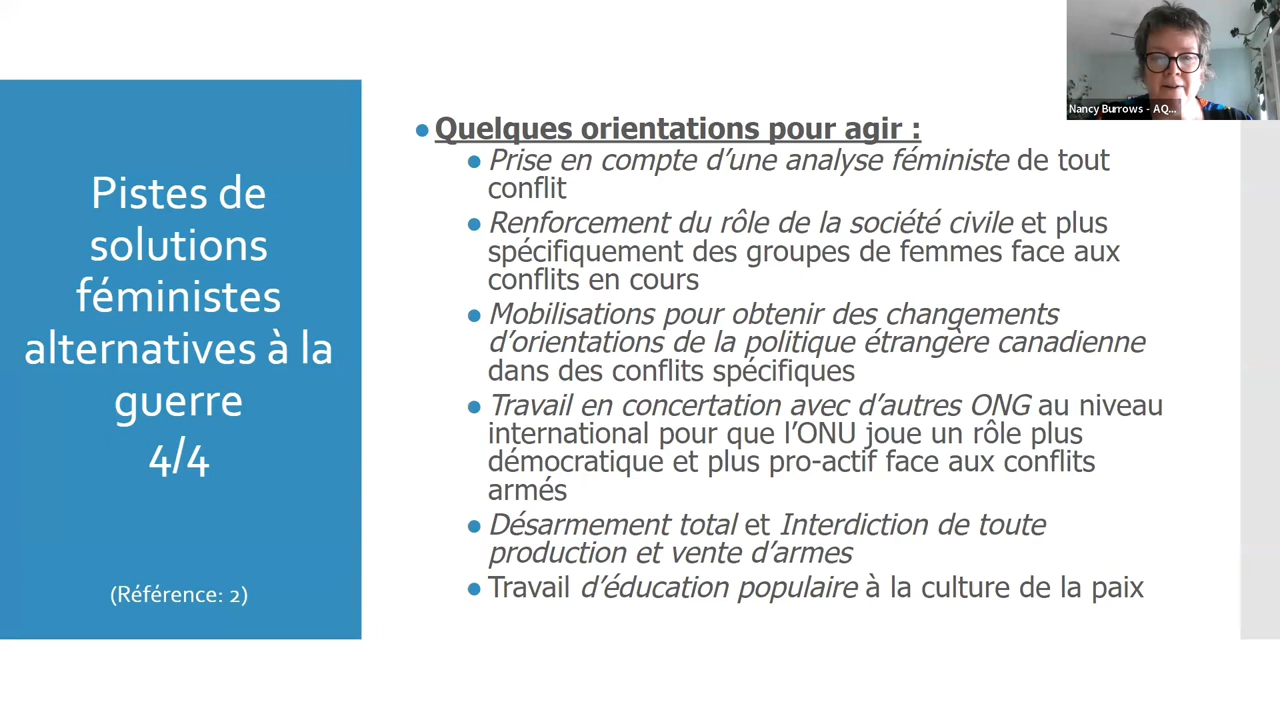 Pistes de
solutions
féministes
alternatives à la
guerre
4/4
(Référence: 2)
Quelques orientations pour agir :
Prise en compte d’une analyse féministe de tout
conflit
Renforcement du rôle de la société civile et plus
spécifiquement des groupes de femmes face aux
conflits en cours
Mobilisations pour obtenir des changements
d’orientations de la politique étrangère canadienne
dans des conflits spécifiques
Travail en concertation avec d’autres ONG au niveau
international pour que l’ONU joue un rôle plus
démocratique et plus pro-actif face aux conflits
armés
Désarmement total et Interdiction de toute
production et vente d’armes
Travail d’éducation populaire à la culture de la paix
Nancy Burrows - AQ...